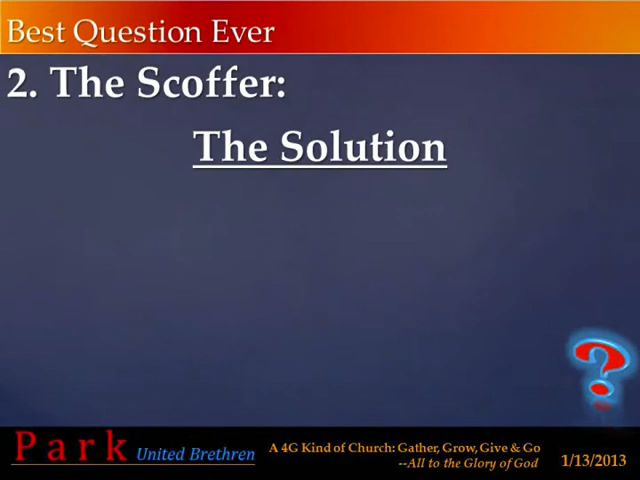 Best Question Ever
2. The Scoffer:
The Solution
Park United Brethren
A 4G Kind of Church: Gather, Grow, Give & Go
--All to the Glory of God
1/13/2013